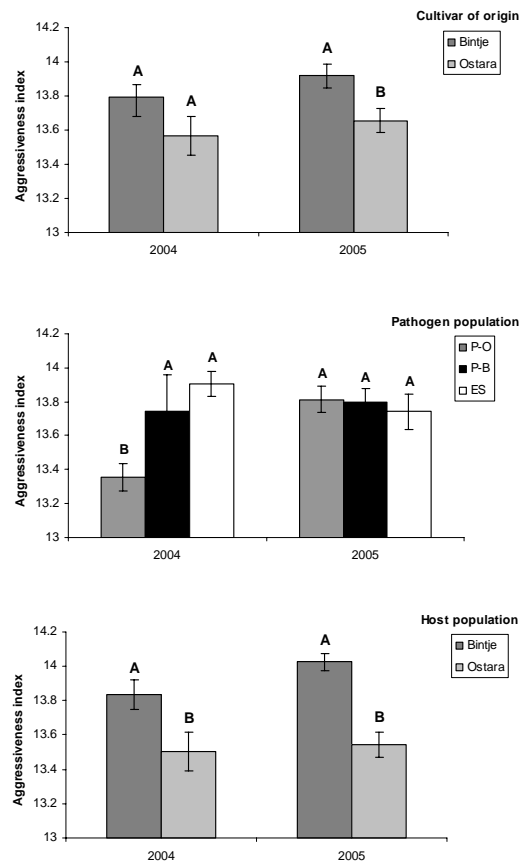 Cultivar of origin
Bintje
Ostara
Aggressiveness index
14.2
14
13.8
13.6
13.4
13.2
13
A
A
A
B
2004
2005
Pathogen population
P-O
P-B
ES
Aggressiveness index
14.2
14
13.8
13.6
13.4
13.2
13
B
A
A
A
A
A
2004
2005
Host population
Bintje
Ostara
Aggressiveness index
14.2
14
13.8
13.6
13.4
13.2
13
A
B
A
B
2004
2005